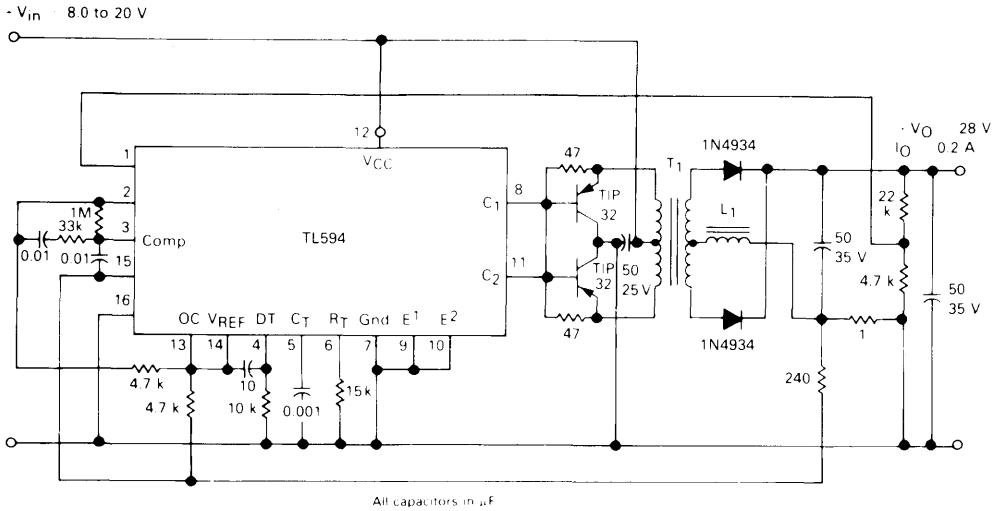 - Vin 8.0 to 20 V
12
VCC
1
2
3
15
16
1M
33k
0.01
0.01
Comp
TL594
C1
8
C2
11
OC VREF DT CT RT Gnd E1 E2
13 14 4 5 6 7 9 10
4.7 k
4.7 k
10
10 k
0.001
15k
47
TIP
32
TIP
32
47
50
25 V
T1
1N4934
L1
1N4934
- VO 28 V
IO 0.2 A
22
k
4.7 k
50
35 V
50
35 V
1
240
All capacitors in μF